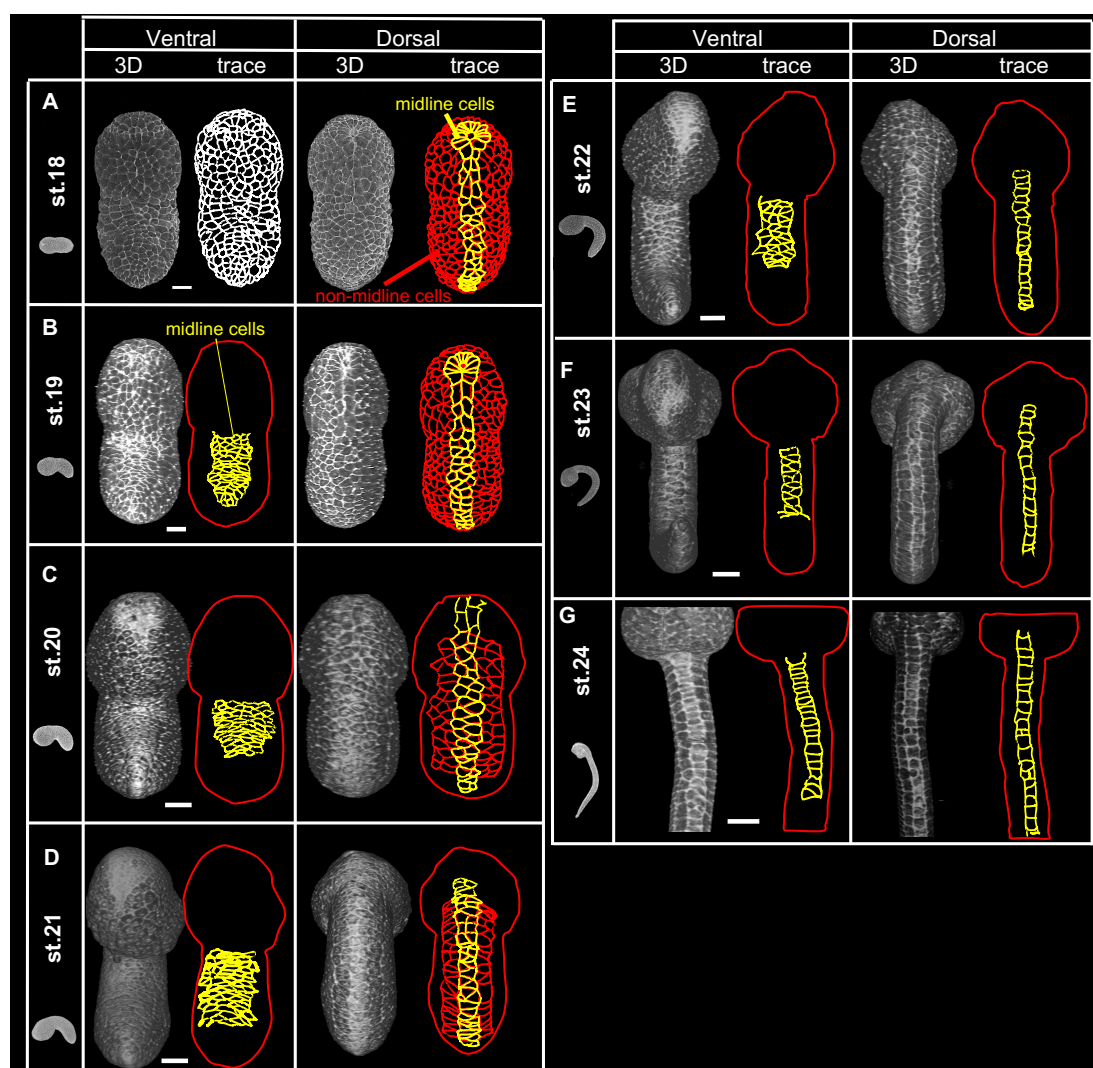 Ventral Dorsal
3D trace 3D trace
A
st.18
midline cells
non-midline cells
B
st.19
midline cells
C
st.20
D
st.21
Ventral Dorsal
3D trace 3D trace
E
st.22
F
st.23
G
st.24